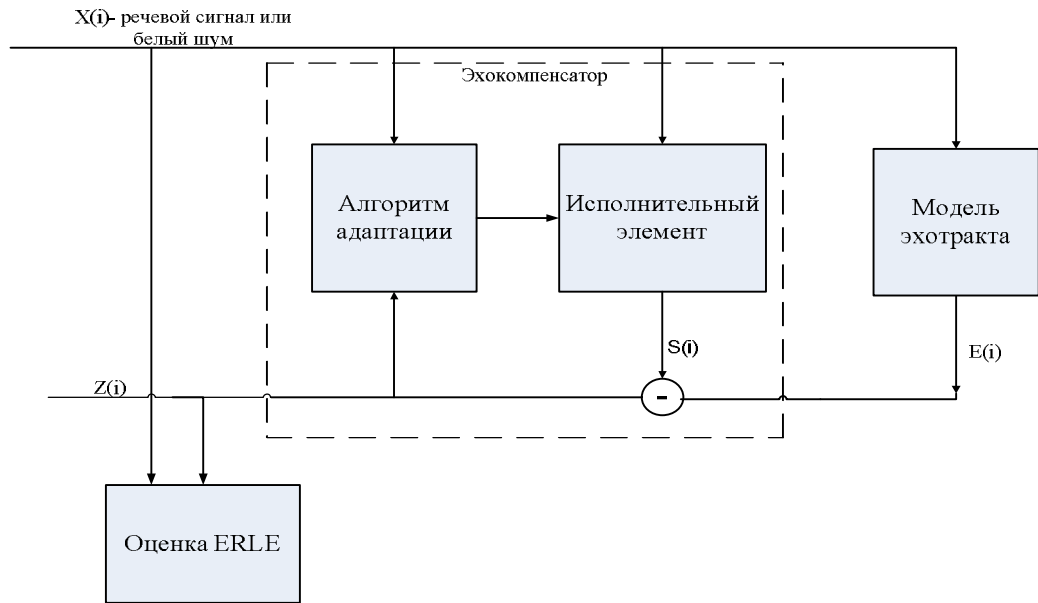 X(i)- речевой сигнал или
белый шум
Эхокомпенсатор
Алгоритм
адаптации
Исполнительный
элемент
Модель
эхотракта
S(i)
E(i)
Z(i)
-
Оценка ERLE